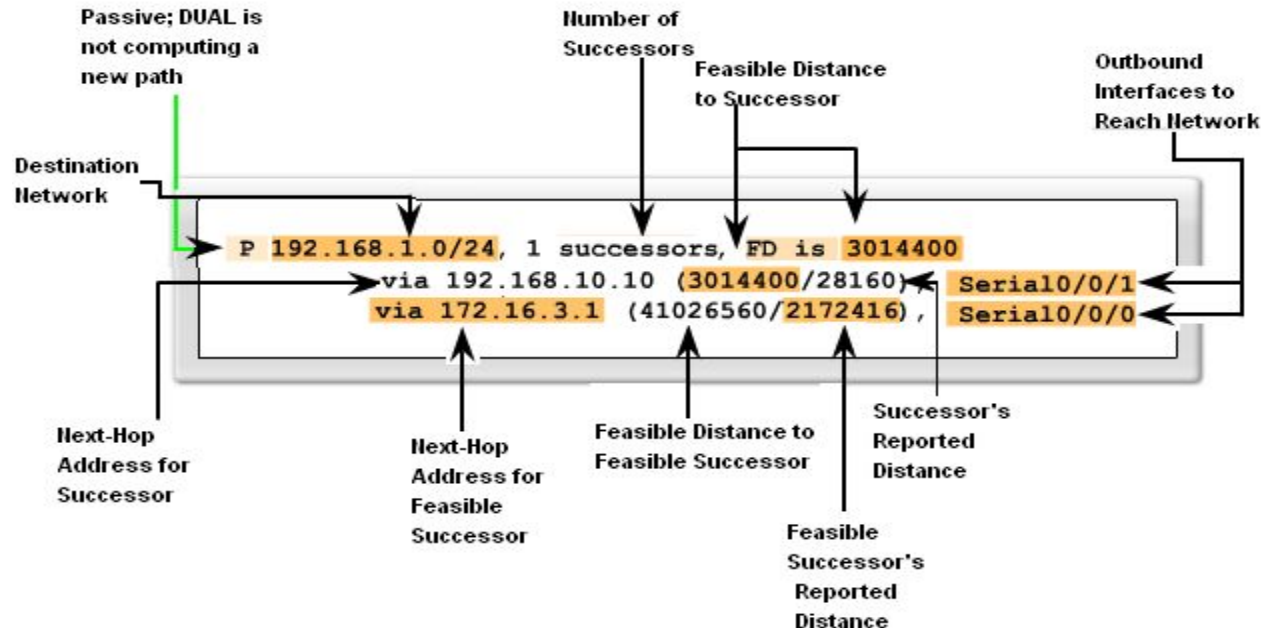 Passive; DUAL is
not computing a
new path
Number of
Successors
Feasible Distance
to Successor
Outbound
Interfaces to
Reach Network
Destination
Network
P 192.168.1.0/24, 1 successors, FD is 3014400
via 192.168.10.10 (3014400/28160), Serial0/0/1
via 172.16.3.1 (41026560/2172416), Serial0/0/0
Next-Hop
Address for
Successor
Next-Hop
Address for
Feasible
Successor
Feasible Distance to
Feasible Successor
Successor's
Reported
Distance
Feasible
Successor's
Reported
Distance